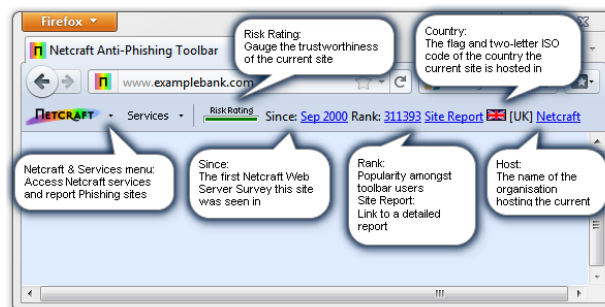 Firefox
Risk Rating:
Gauge the trustworthiness
of the current site
Country:
The flag and two-letter ISO
code of the country the
current site is hosted in
Netcraft Anti-Phishing Toolbar
www.examplebank.com
NETCRAFT Services Risk Rating Since: Sep 2000 Rank: 311393 Site Report [UK] Netcraft
Netcraft & Services menu:
Access Netcraft services
and report Phishing sites
Since:
The first Netcraft Web
Server Survey this site
was seen in
Rank:
Popularity amongst
toolbar users
Site Report:
Link to a detailed
report
Host:
The name of the
organisation
hosting the current